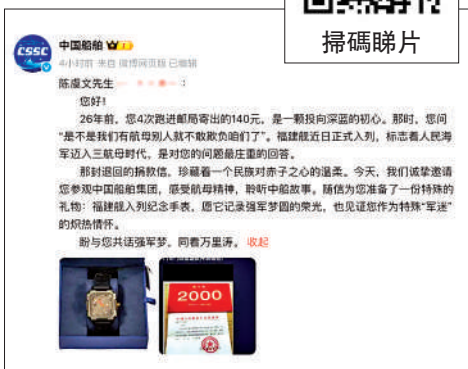 掃碼睇片
CSSC
中国船舶
4小时前 来自 微博网页版 已编辑
陈虞文先生
您好!
26年前,您4次跑进邮局寄出的140元,是一颗投向深蓝的初心。那时,您问
“是不是我们有航母别人就不敢欺负咱们了”。福建舰近日正式入列,标志着人民海
军迈入三航母时代,是对您的问题最庄重的回答。
那封退回的捐款信,珍藏着一个民族对赤子之心的温柔。今天,我们诚挚邀请
您参观中国船舶集团,感受航母精神,聆听中船故事。随信为您准备了一份特殊的
礼物:福建舰入列纪念手表,愿它记录强军梦圆的荣光,也见证您作为特殊“军迷”
的炽热情怀。
盼与您共话强军梦,同看万里涛。 收起
2000